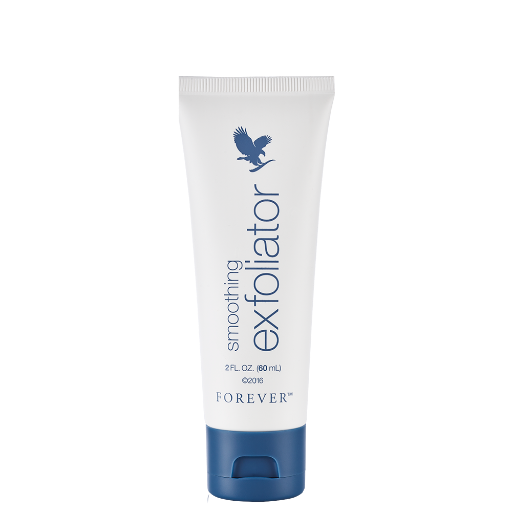 smoothing
exfoliator
2 FL. OZ. (60 mL)
©2016
FOREVER™